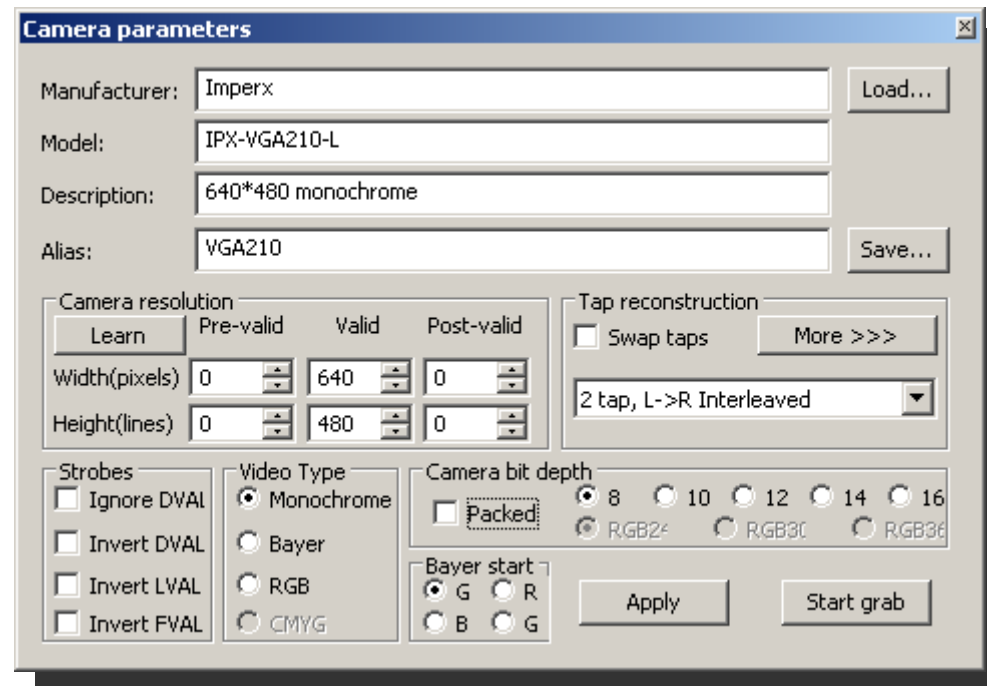 Camera parameters
Manufacturer: Imperx Load...
Model: IPX-VGA210-L
Description: 640*480 monochrome
Alias: VGA210 Save...
Camera resolution
Learn Pre-valid Valid Post-valid
Width(pixels) 0 640 0
Height(lines) 0 480 0
Tap reconstruction
Swap taps More >>>
2 tap, L->R Interleaved
Strobes
Ignore DVAL
Invert DVAL
Invert LVAL
Invert FVAL
Video Type
Monochrome
Bayer
RGB
CMYG
Camera bit depth
Packed 8 10 12 14 16
RGB24 RGB30 RGB36
Bayer start
G R
B G
Apply Start grab